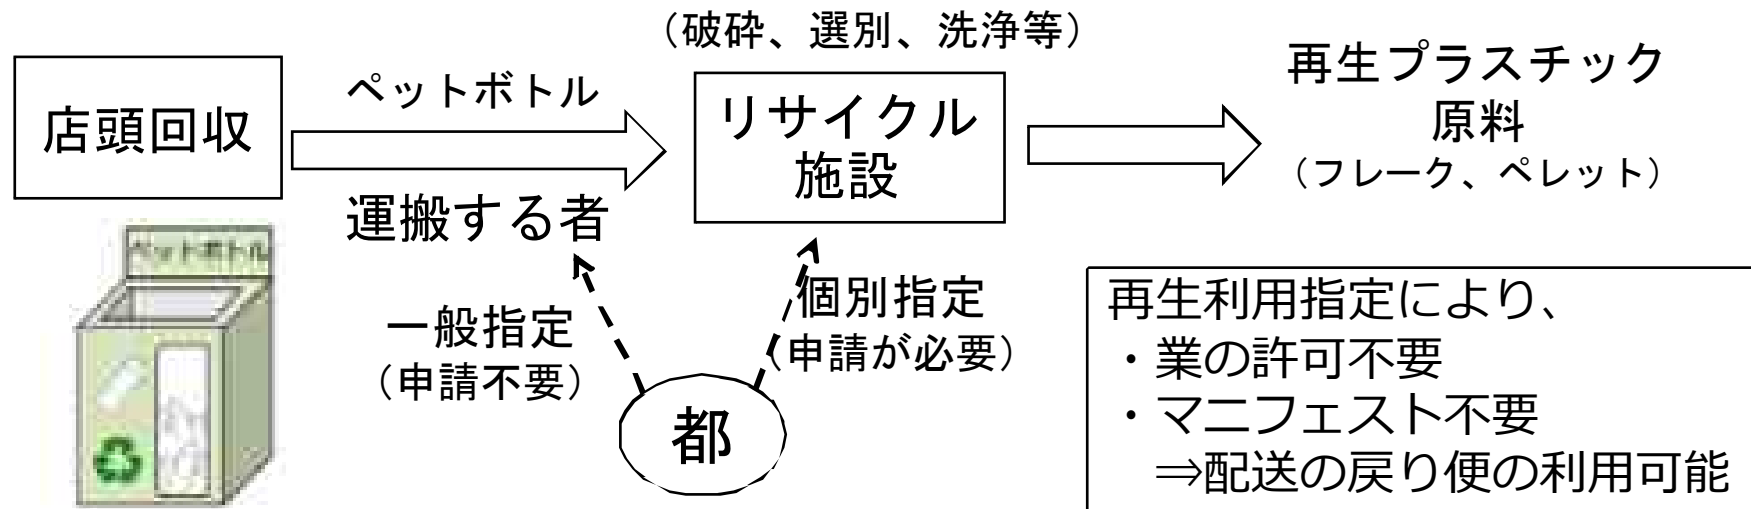 店頭回収
ペットボトル
運搬する者
（破砕、選別、洗浄等）
リサイクル
施設
再生プラスチック
原料
（フレーク、ペレット）
ペットボトル
一般指定
（申請不要）
個別指定
（申請が必要）
都
再生利用指定により、
・業の許可不要
・マニフェスト不要
⇒配送の戻り便の利用可能